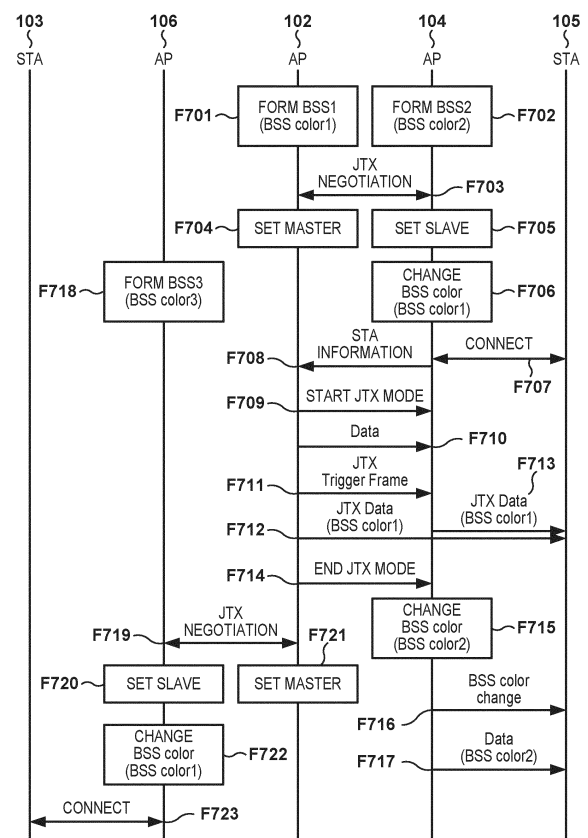 103 106 102 104 105
STA AP AP AP STA
F701 FORM BSS1 FORM BSS2 F702
(BSS color1) (BSS color2)
JTX
NEGOTIATION F703
F704 SET MASTER SET SLAVE F705
F718 FORM BSS3
(BSS color3)
CHANGE
BSS color F706
(BSS color1)
STA
INFORMATION CONNECT
F708 F707
F709 START JTX MODE
Data F710
JTX
F711 Trigger Frame F713
JTX Data JTX Data
(BSS color1) (BSS color1)
F712
F714 END JTX MODE
CHANGE
BSS color F715
(BSS color2)
JTX
F719 NEGOTIATION F721
F720 SET SLAVE SET MASTER
BSS color
change
F716
CHANGE
BSS color F722
(BSS color1)
Data
F717 (BSS color2)
CONNECT F723